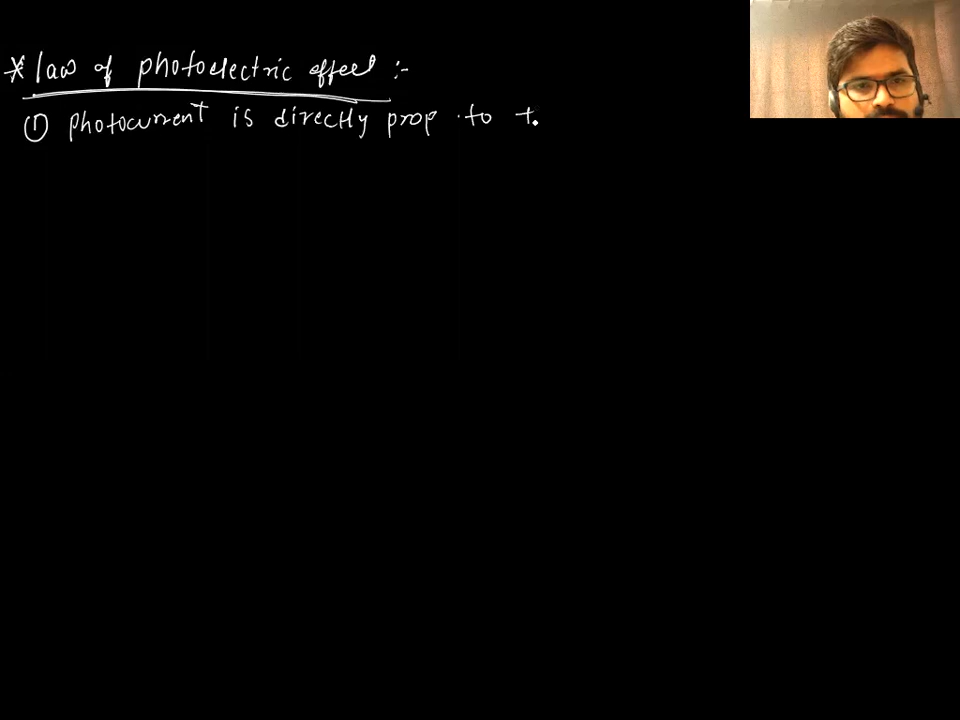 * law of photoelectric effect :-
① photocurrent is directly prop. to t